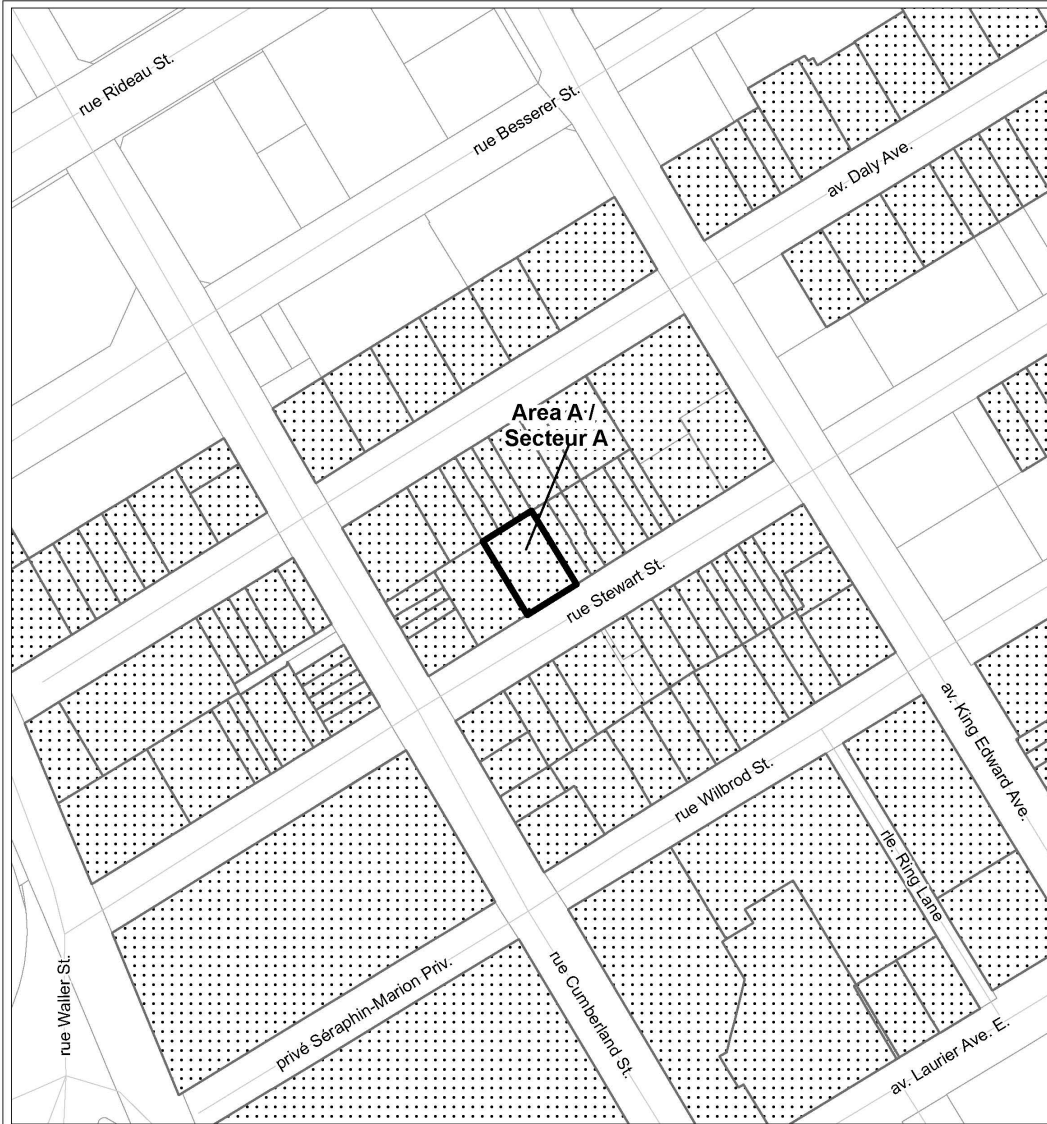 rue Rideau St.
rue Besserer St.
av. Daly Ave.
Area A /
Secteur A
rue Stewart St.
av. King Edward Ave.
rue Wilbrod St.
rle. Ring Lane
rue Waller St.
privé Séraphin-Marion Priv.
rue Cumberland St.
av. Laurier Ave. E.